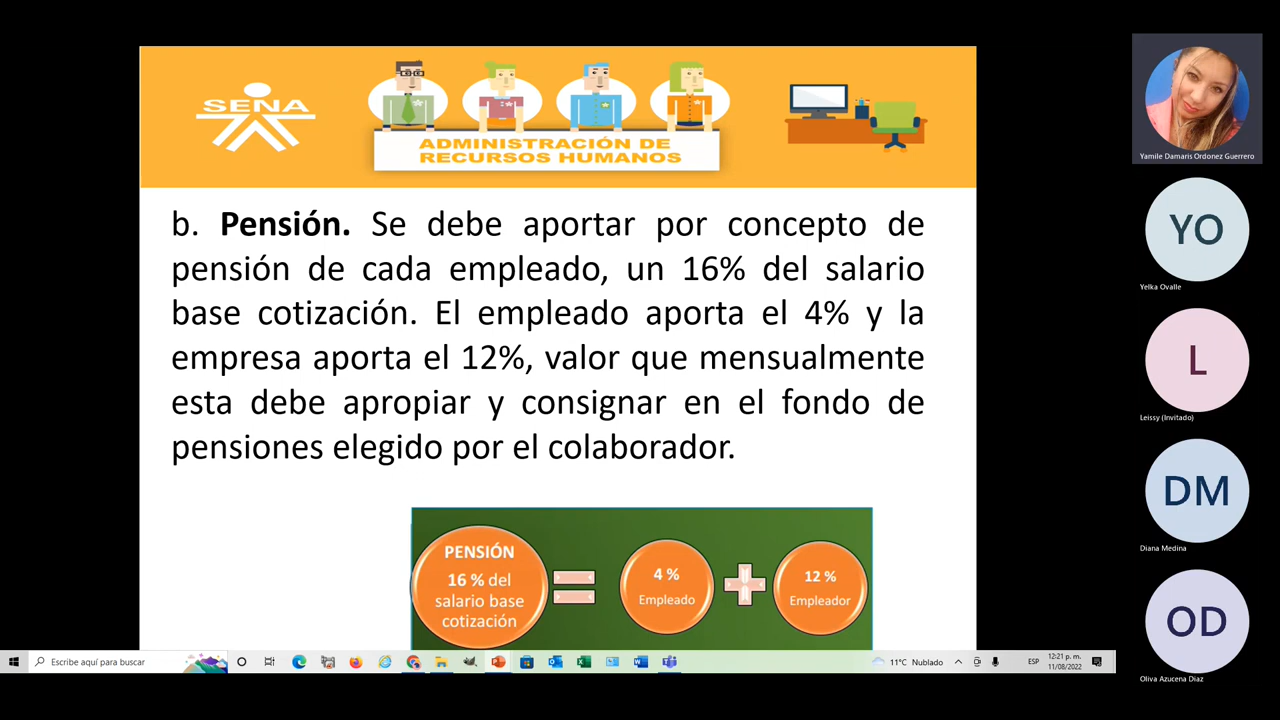 SENA
ADMINISTRACIÓN DE
RECURSOS HUMANOS
b. Pensión. Se debe aportar por concepto de
pensión de cada empleado, un 16% del salario
base cotización. El empleado aporta el 4% y la
empresa aporta el 12%, valor que mensualmente
esta debe apropiar y consignar en el fondo de
pensiones elegido por el colaborador.
PENSIÓN
16 % del
salario base
cotización
4 %
Empleado
12 %
Empleador
Yamile Damaris Ordonez Guerrero
YO
Yelka Ovalle
L
Leissy (Invitado)
DM
Diana Medina
OD
Oliva Azucena Diaz
Escribe aquí para buscar
11°C Nublado
ESP
12:21 p. m.
11/08/2022